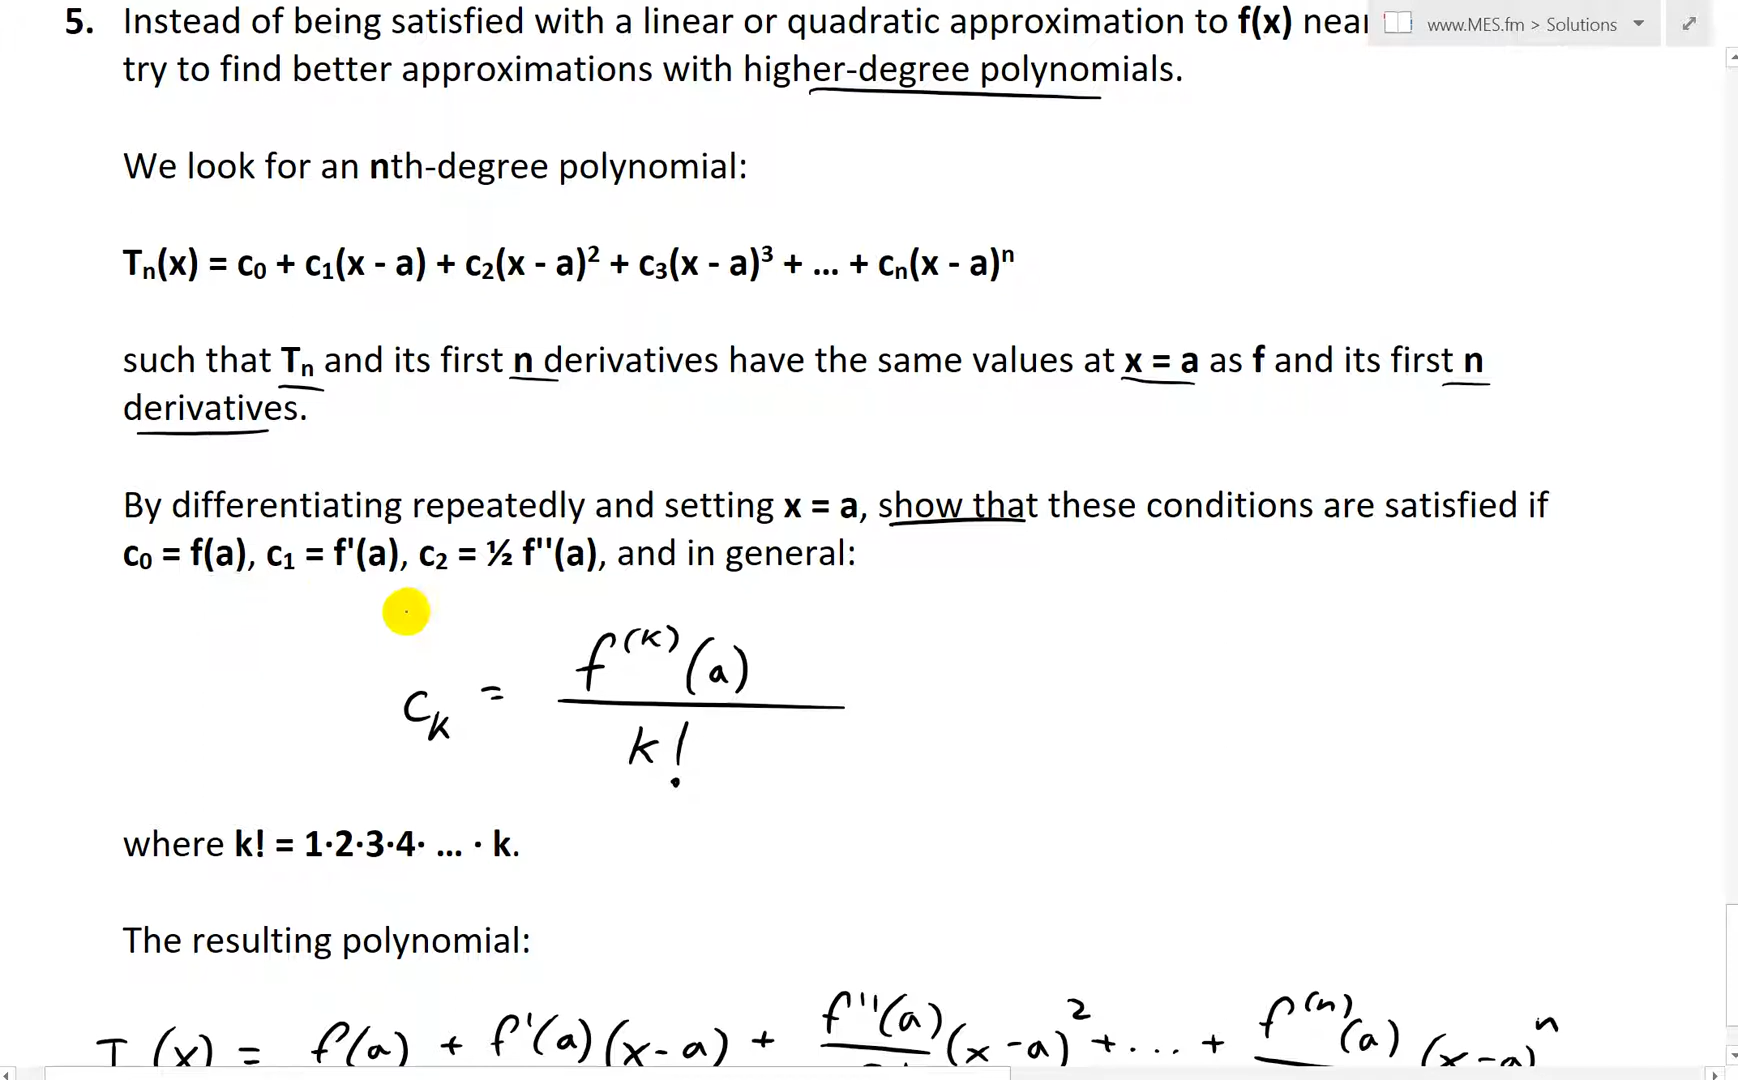 5. Instead of being satisfied with a linear or quadratic approximation to f(x) near
www.MES.fm > Solutions
try to find better approximations with higher-degree polynomials.
We look for an nth-degree polynomial:
Tₙ(x) = c₀ + c₁(x - a) + c₂(x - a)² + c₃(x - a)³ + ... + cₙ(x - a)ⁿ
such that Tₙ and its first n derivatives have the same values at x = a as f and its first n
derivatives.
By differentiating repeatedly and setting x = a, show that these conditions are satisfied if
c₀ = f(a), c₁ = f'(a), c₂ = ½ f''(a), and in general:
cₖ = f⁽ᵏ⁾(a) / k!
where k! = 1·2·3·4· ... · k.
The resulting polynomial:
T (x) = f(a) + f'(a)(x-a) + f''(a) (x-a)² + ... + f⁽ⁿ⁾(a) (x-a)ⁿ